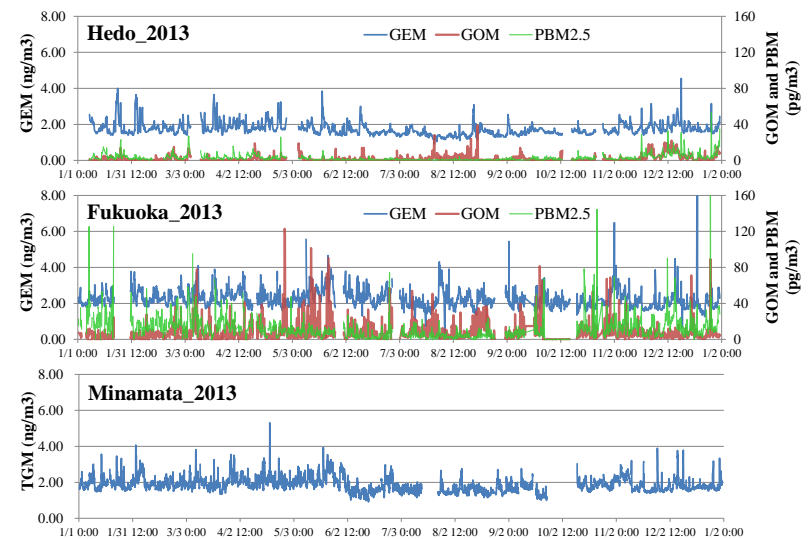 Hedo_2013
GEM GOM PBM2.5
GEM (ng/m3)
8.00 6.00 4.00 2.00 0.00
160 120 80 40 0
GOM and PBM
(pg/m3)
1/1 0:00 1/31 12:00 3/3 0:00 4/2 12:00 5/3 0:00 6/2 12:00 7/3 0:00 8/2 12:00 9/2 0:00 10/2 12:00 11/2 0:00 12/2 12:00 1/2 0:00
Fukuoka_2013
GEM GOM PBM2.5
GEM (ng/m3)
8.00 6.00 4.00 2.00 0.00
160 120 80 40 0
GOM and PBM
(pg/m3)
1/1 0:00 1/31 12:00 3/3 0:00 4/2 12:00 5/3 0:00 6/2 12:00 7/3 0:00 8/2 12:00 9/2 0:00 10/2 12:00 11/2 0:00 12/2 12:00 1/2 0:00
Minamata_2013
TGM (ng/m3)
8.00 6.00 4.00 2.00 0.00
1/1 0:00 1/31 12:00 3/3 0:00 4/2 12:00 5/3 0:00 6/2 12:00 7/3 0:00 8/2 12:00 9/2 0:00 10/2 12:00 11/2 0:00 12/2 12:00 1/2 0:00